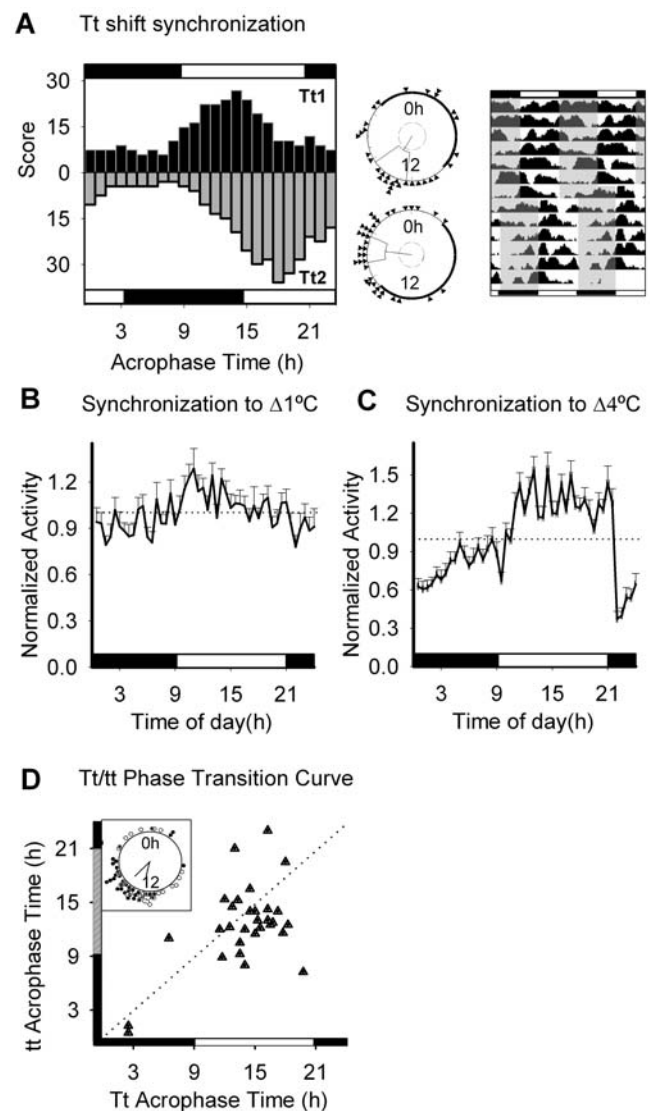 A Tt shift synchronization
30
15
0
15
30
Score
Tt1
Tt2
3 9 15 21
Acrophase Time (h)
0h
12
0h
12
B Synchronization to Δ1ºC
1.2
0.9
0.6
0.3
0.0
Normalized Activity
3 9 15 21
Time of day(h)
C Synchronization to Δ4ºC
1.5
1.2
0.9
0.6
0.3
0.0
Normalized Activity
3 9 15 21
Time of day(h)
D Tt/tt Phase Transition Curve
0h
12
21
15
9
3
tt Acrophase Time (h)
3 9 15 21
Tt Acrophase Time (h)